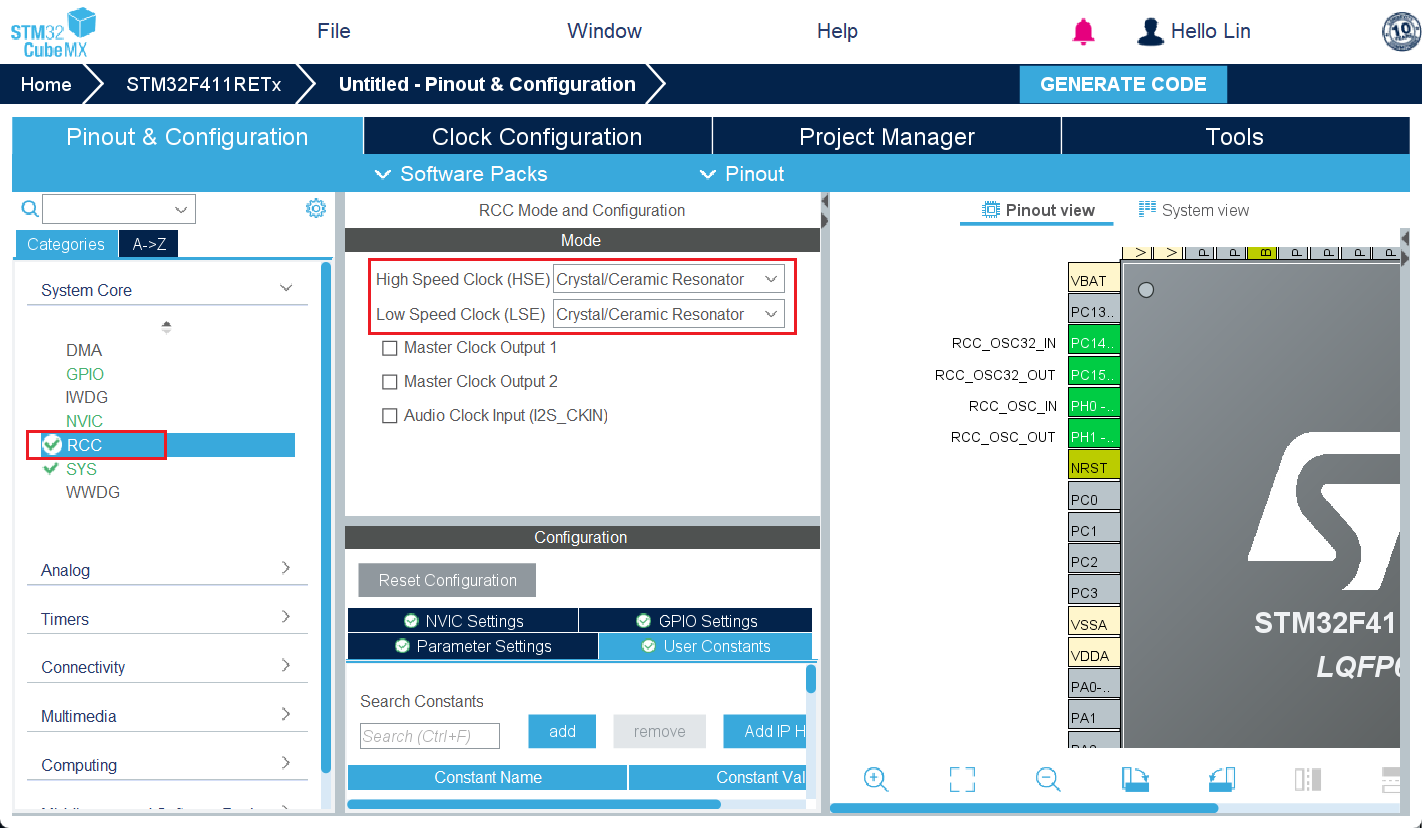 STM32
CubeMX
File
Window
Help
Hello Lin
10
Home
STM32F411RETx
Untitled - Pinout & Configuration
GENERATE CODE
Pinout & Configuration
Clock Configuration
Project Manager
Tools
Software Packs
Pinout
Categories
A->Z
System Core
DMA
GPIO
IWDG
NVIC
RCC
SYS
WWDG
Analog
Timers
Connectivity
Multimedia
Computing
RCC Mode and Configuration
Mode
High Speed Clock (HSE) Crystal/Ceramic Resonator
Low Speed Clock (LSE) Crystal/Ceramic Resonator
Master Clock Output 1
Master Clock Output 2
Audio Clock Input (I2S_CKIN)
Configuration
Reset Configuration
NVIC Settings
GPIO Settings
Parameter Settings
User Constants
Search Constants
Search (Ctrl+F)
add
remove
Add IP H
Constant Name
Constant Val
Pinout view
System view
VBAT
PC13..
RCC_OSC32_IN PC14..
RCC_OSC32_OUT PC15..
RCC_OSC_IN PH0 -..
RCC_OSC_OUT PH1 -..
NRST
PC0
PC1
PC2
PC3
VSSA
VDDA
PA0-..
PA1
STM32F41
LQFP